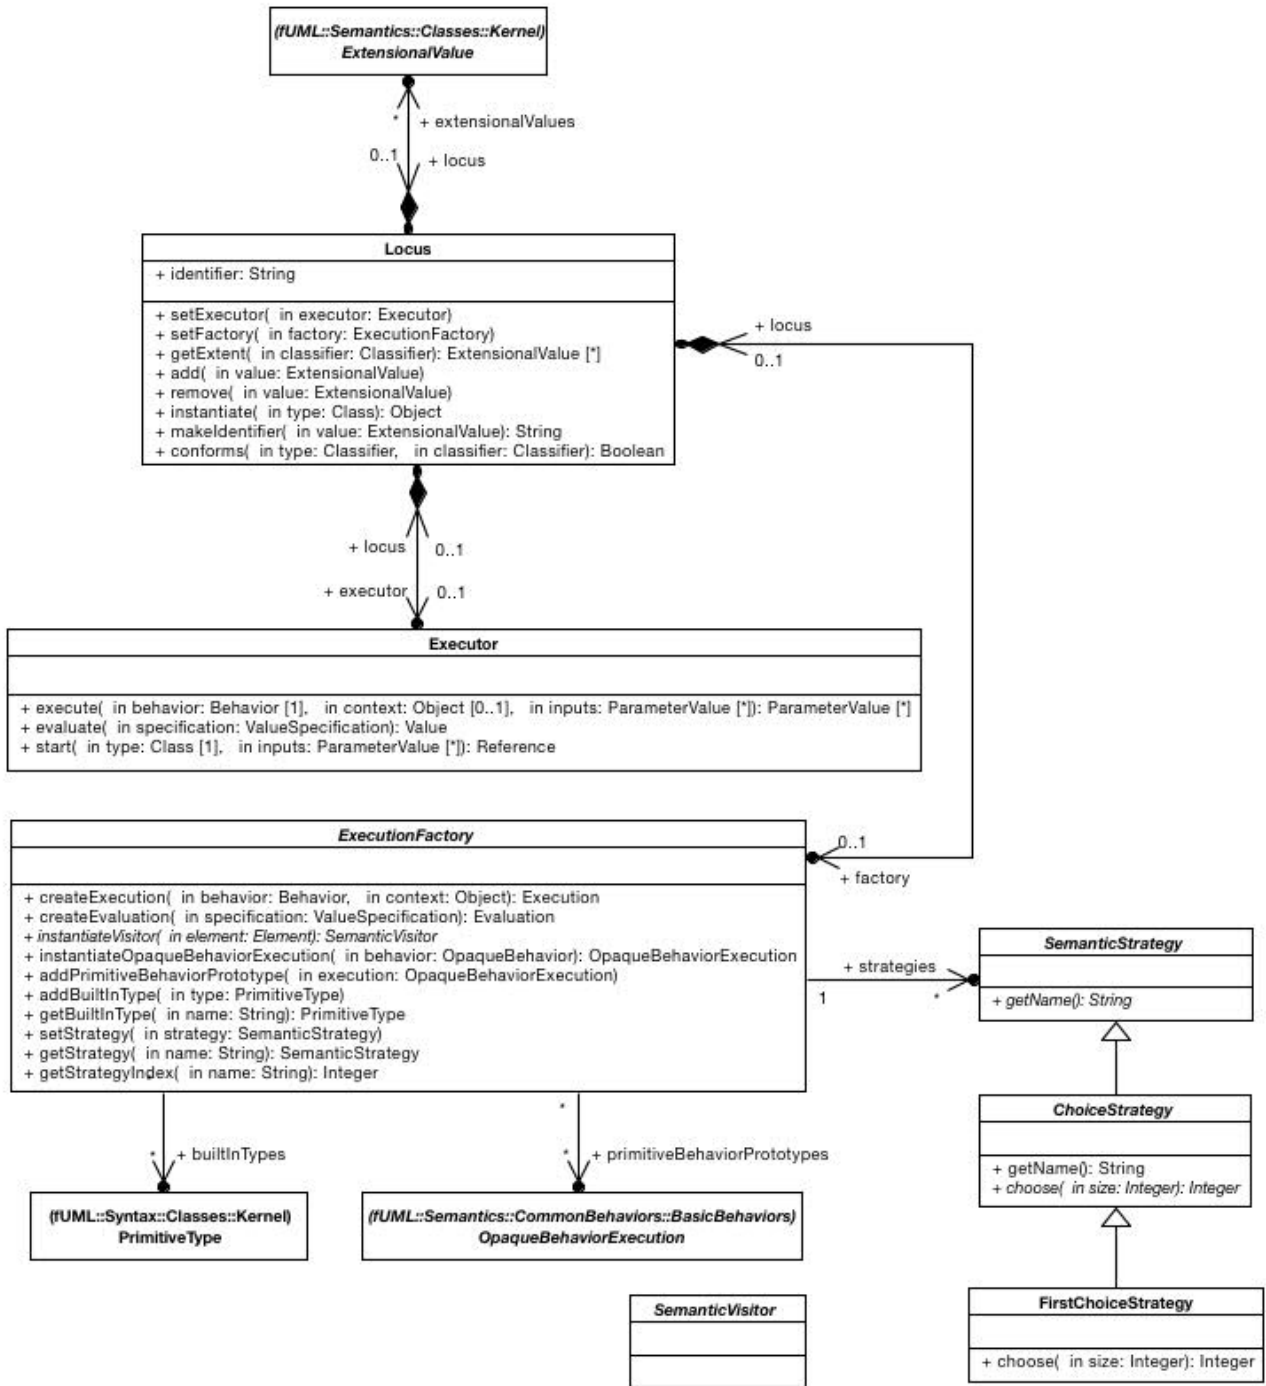 (fUML::Semantics::Classes::Kernel)
ExtensionalValue
*
+ extensionalValues
0..1
+ locus
Locus
+ identifier: String
+ setExecutor( in executor: Executor)
+ setFactory( in factory: ExecutionFactory)
+ getExtent( in classifier: Classifier): ExtensionalValue [*]
+ add( in value: ExtensionalValue)
+ remove( in value: ExtensionalValue)
+ instantiate( in type: Class): Object
+ makeIdentifier( in value: ExtensionalValue): String
+ conforms( in type: Classifier, in classifier: Classifier): Boolean
+ locus
0..1
+ locus
0..1
+ executor
0..1
Executor
+ execute( in behavior: Behavior [1], in context: Object [0..1], in inputs: ParameterValue [*]): ParameterValue [*]
+ evaluate( in specification: ValueSpecification): Value
+ start( in type: Class [1], in inputs: ParameterValue [*]): Reference
ExecutionFactory
+ createExecution( in behavior: Behavior, in context: Object): Execution
+ createEvaluation( in specification: ValueSpecification): Evaluation
+ instantiateVisitor( in element: Element): SemanticVisitor
+ instantiateOpaqueBehaviorExecution( in behavior: OpaqueBehavior): OpaqueBehaviorExecution
+ addPrimitiveBehaviorPrototype( in execution: OpaqueBehaviorExecution)
+ addBuiltInType( in type: PrimitiveType)
+ getBuiltInType( in name: String): PrimitiveType
+ setStrategy( in strategy: SemanticStrategy)
+ getStrategy( in name: String): SemanticStrategy
+ getStrategyIndex( in name: String): Integer
0..1
+ factory
+ strategies
1
*
SemanticStrategy
+ getName(): String
ChoiceStrategy
+ getName(): String
+ choose( in size: Integer): Integer
FirstChoiceStrategy
+ choose( in size: Integer): Integer
*
*
+ builtInTypes
(fUML::Syntax::Classes::Kernel)
PrimitiveType
*
*
+ primitiveBehaviorPrototypes
(fUML::Semantics::CommonBehaviors::BasicBehaviors)
OpaqueBehaviorExecution
SemanticVisitor